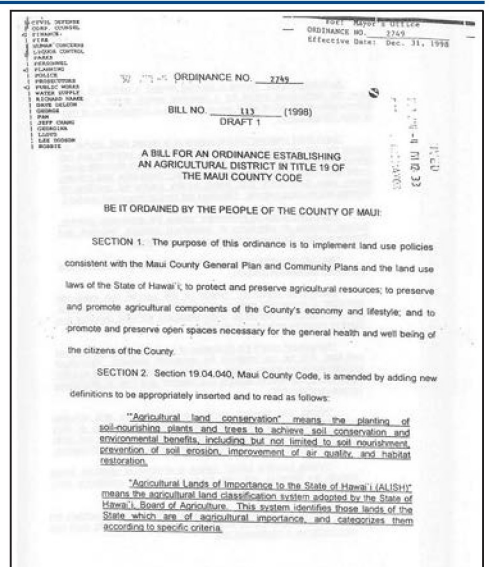 CIVIL DEFENSE
CORP. COUNSEL
FINANCE
FIRE
HUMAN CONCERNS
LIQUOR CONTROL
PARKS
PERSONNEL
PLANNING
POLICE
PROSECUTORS
PUBLIC WORKS
WATER SUPPLY
RICHARD
DAVE DELEON
GEORGE
PAM
JEFF CHANG
GEORGINA
LLOYD
LEE DODSON
ROBBIE
For: Mayor's Office
ORDINANCE NO. 2749
Effective Date: Dec. 31, 1998
ORDINANCE NO. 2749
BILL NO. 113 (1998)
DRAFT 1
A BILL FOR AN ORDINANCE ESTABLISHING
AN AGRICULTURAL DISTRICT IN TITLE 19 OF
THE MAUI COUNTY CODE
BE IT ORDAINED BY THE PEOPLE OF THE COUNTY OF MAUI:
SECTION 1. The purpose of this ordinance is to implement land use policies
consistent with the Maui County General Plan and Community Plans and the land use
laws of the State of Hawai`i; to protect and preserve agricultural resources; to preserve
and promote agricultural components of the County's economy and lifestyle; and to
promote and preserve open spaces necessary for the general health and well being of
the citizens of the County.
SECTION 2. Section 19.04.040, Maui County Code, is amended by adding new
definitions to be appropriately inserted and to read as follows:
"Agricultural land conservation" means the planting of
soil-nourishing plants and trees to achieve soil conservation and
environmental benefits, including but not limited to soil nourishment,
prevention of soil erosion, improvement of air quality, and habitat
restoration.
"Agricultural Lands of Importance to the State of Hawai`i (ALISH)"
means the agricultural land classification system adopted by the State of
Hawai`i, Board of Agriculture. This system identifies those lands of the
State which are of agricultural importance, and categorizes them
according to specific criteria.